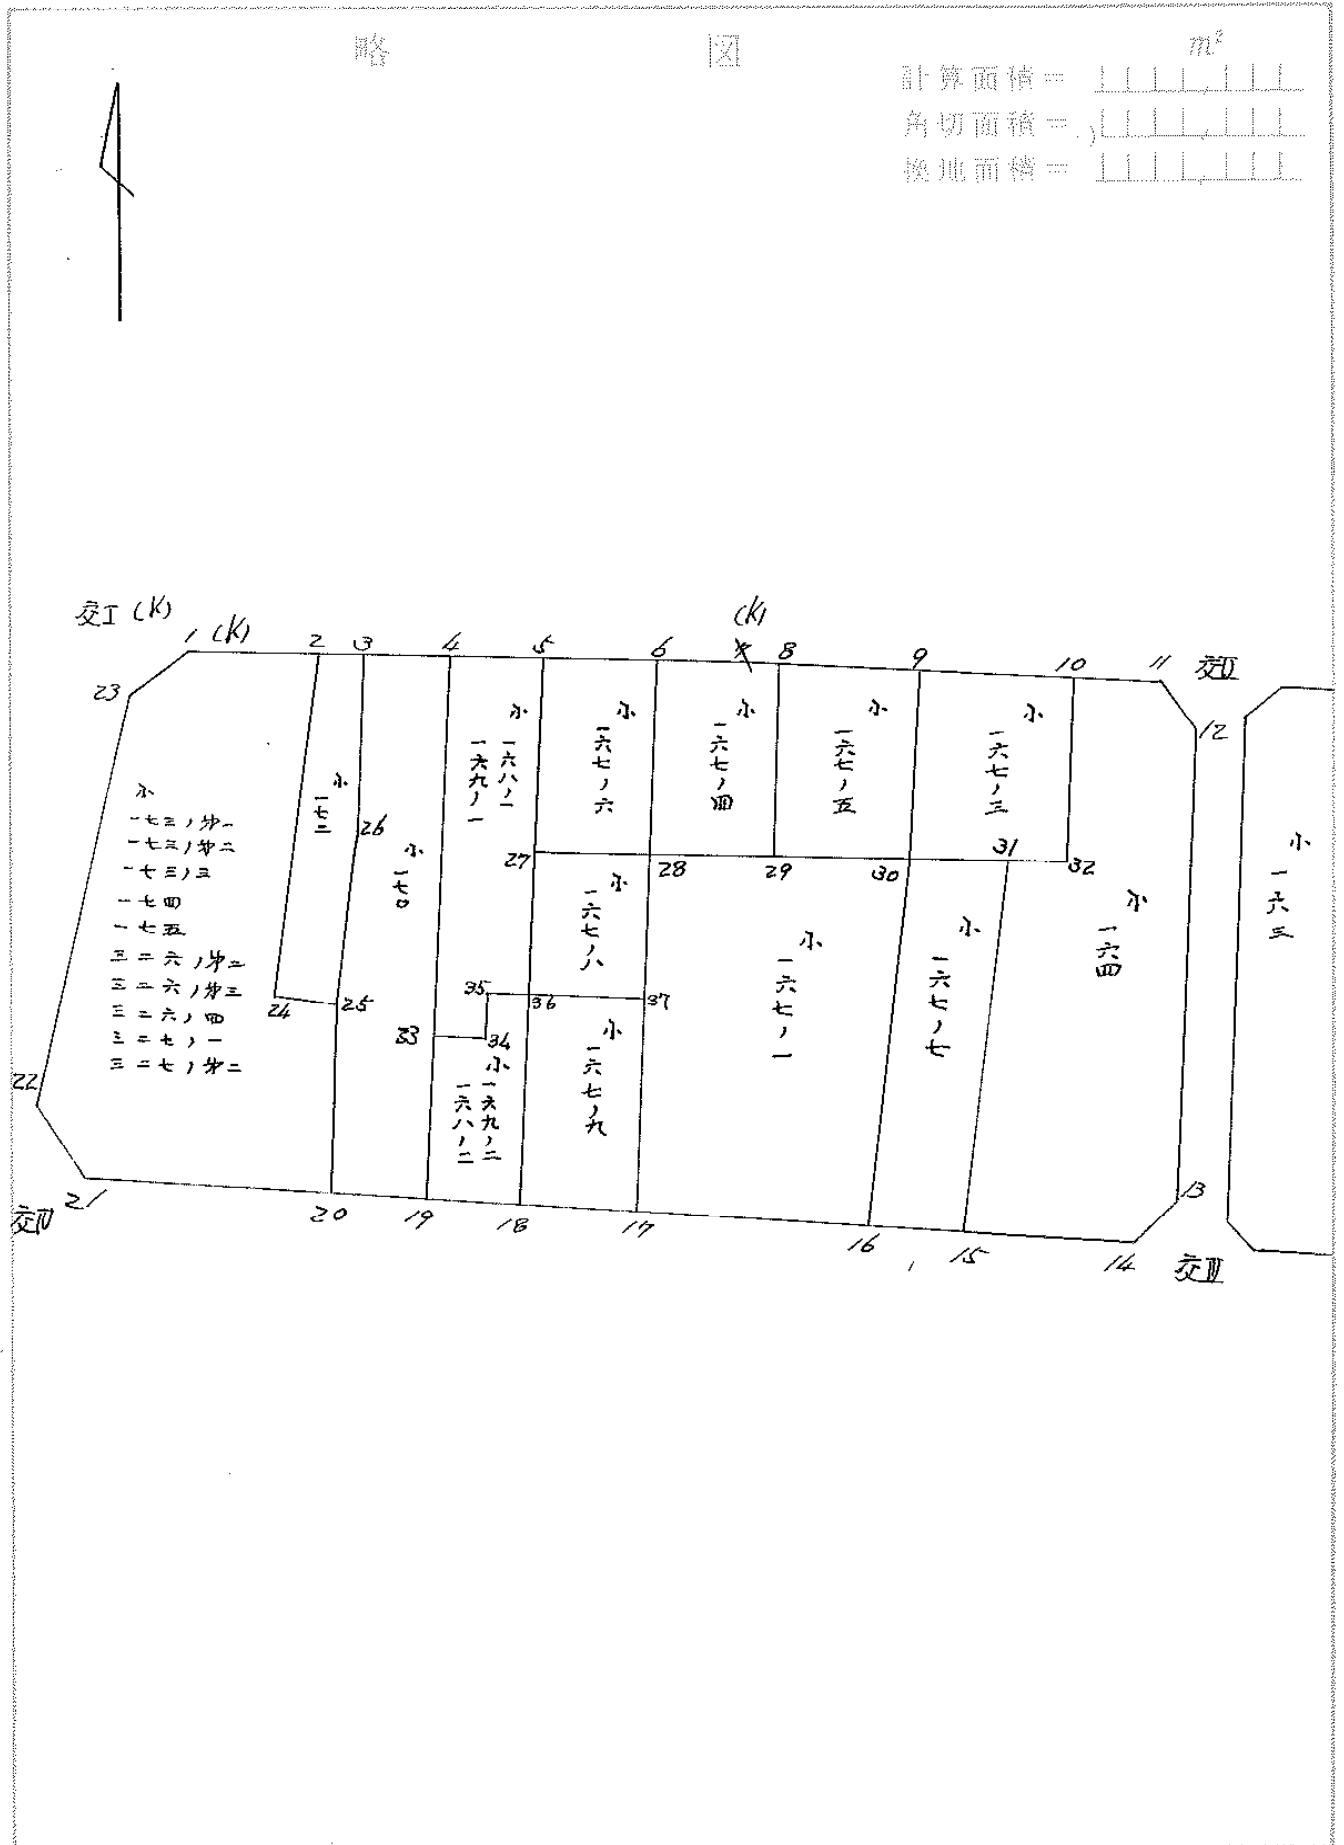 略 図
m²
計算面積=
角切面積=
換地面積=
交I (K)
1 (K)
2
3
4
5
6
(K)
8
9
10
11
交II
12
23
小
一七三ノ第一
一七三ノ第二
一七三ノ三
一七四
一七五
三二六ノ第二
三二六ノ第三
三二六ノ四
三二七ノ一
三二七ノ第二
小
一七二
26
小
一七〇
小
一六八ノ一
一六九ノ一
小
一六七ノ六
小
一六七ノ四
小
一六七ノ五
小
一六七ノ三
27
28
29
30
31
32
小
一六七ノ八
小
一六七ノ一
小
一六七ノ七
小
一六四
小
一六三
24
25
33
34
35
36
37
小
一六九ノ二
一六八ノ二
小
一六七ノ九
22
交IV
21
20
19
18
17
16
15
14
13
交III